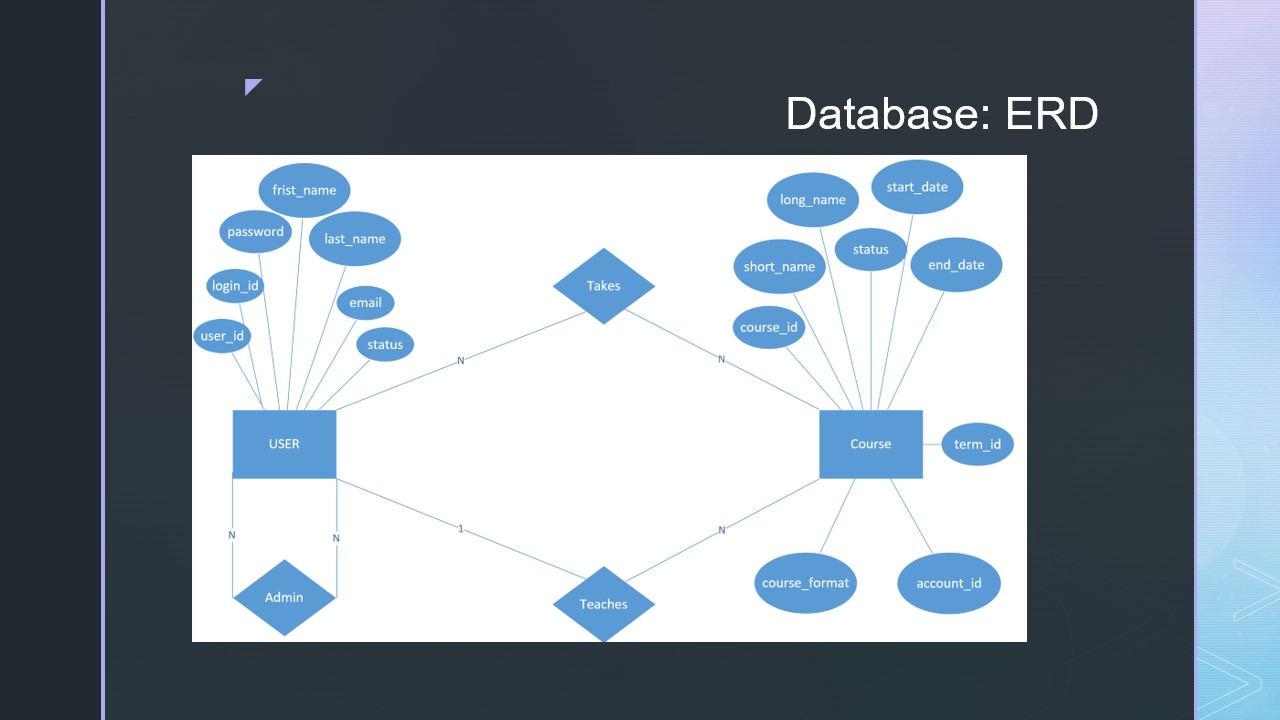 Database: ERD
frist_name
password
last_name
login_id
email
user_id
status
USER
N
N
Admin
Takes
N
N
1
N
Teaches
long_name
start_date
short_name
status
end_date
course_id
Course
term_id
course_format
account_id